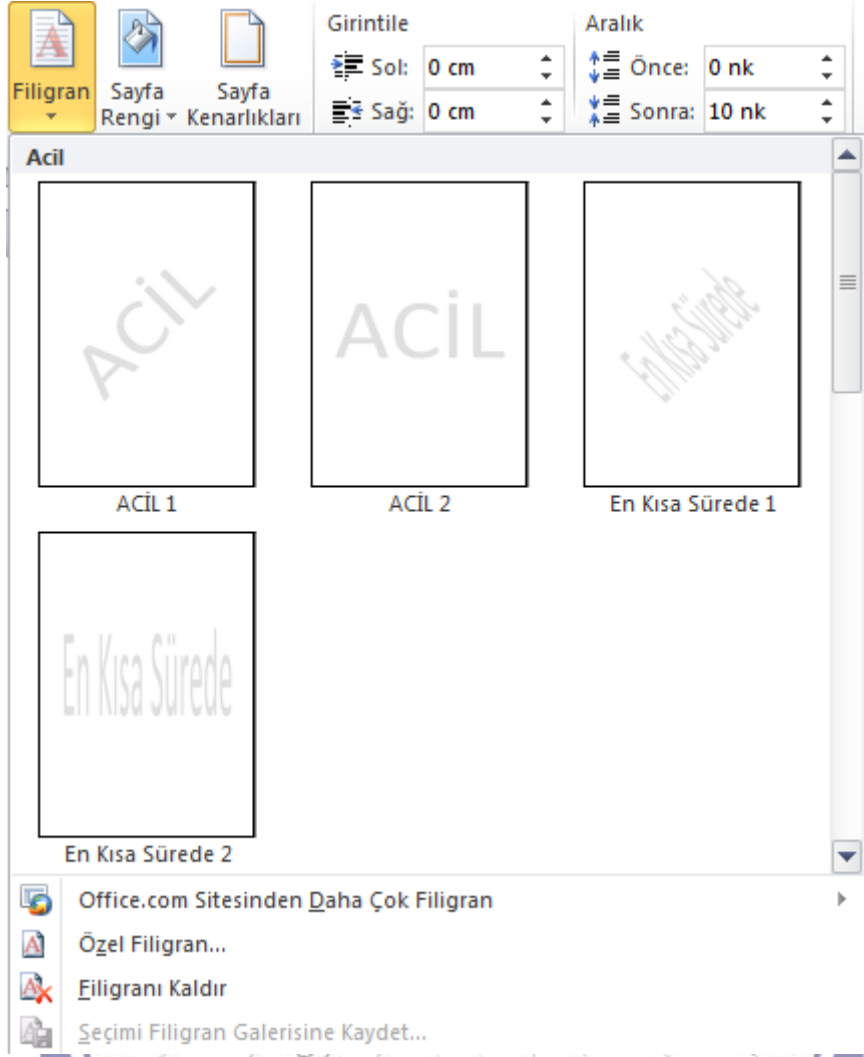 Filigran
Sayfa Rengi
Sayfa Kenarlıkları
Girintile
Sol: 0 cm
Sağ: 0 cm
Aralık
Önce: 0 nk
Sonra: 10 nk
Acil
ACİL
ACİL
En Kısa Sürede
ACİL 1
ACİL 2
En Kısa Sürede 1
En Kısa Sürede
En Kısa Sürede 2
Office.com Sitesinden Daha Çok Filigran
Özel Filigran...
Filigranı Kaldır
Seçimi Filigran Galerisine Kaydet...